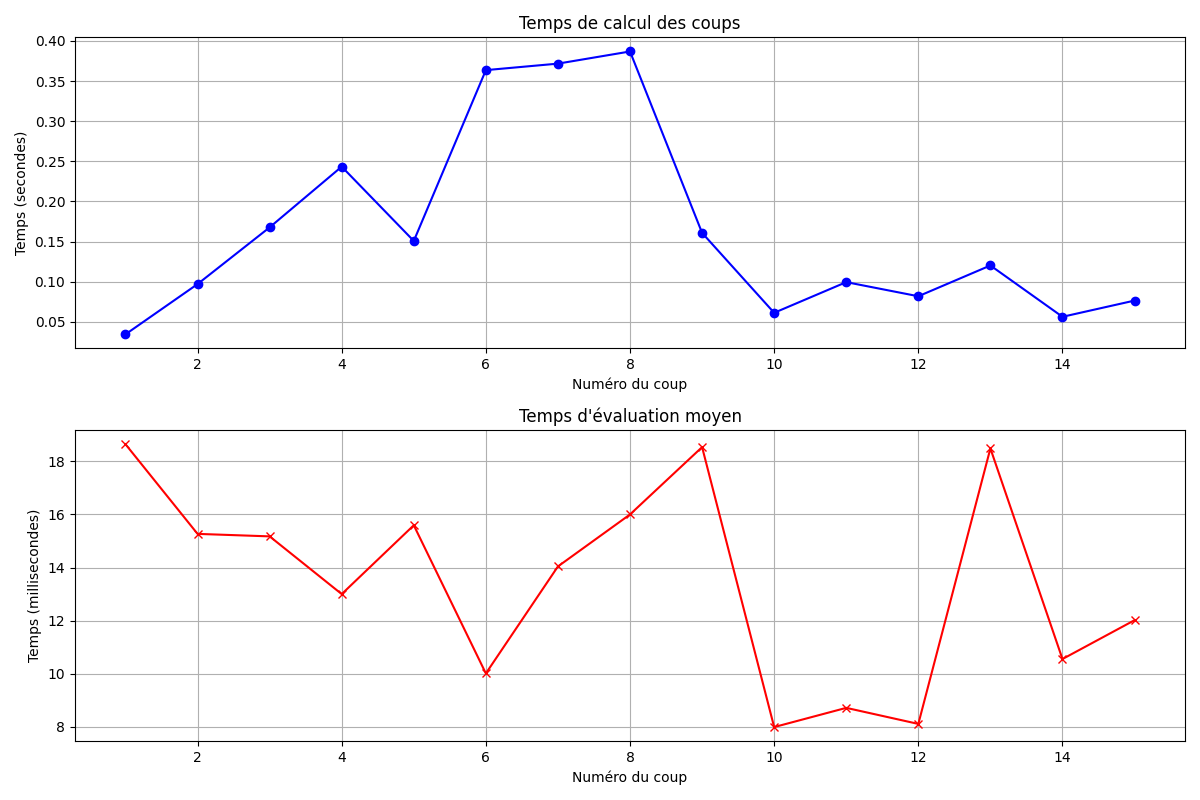 Temps de calcul des coups
0.40
0.35
0.30
0.25
0.20
0.15
0.10
0.05
Temps (secondes)
2 4 6 8 10 12 14
Numéro du coup
Temps d'évaluation moyen
18
16
14
12
10
8
Temps (millisecondes)
2 4 6 8 10 12 14
Numéro du coup